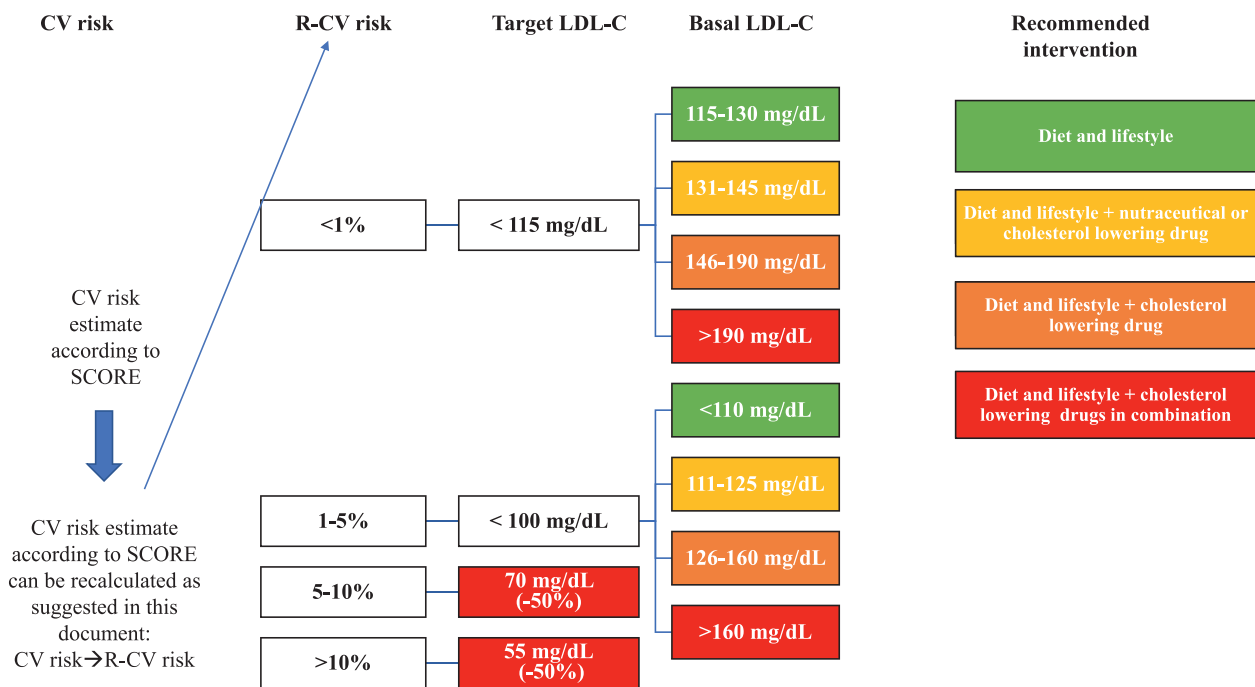 CV risk
R-CV risk
Target LDL-C
Basal LDL-C
Recommended
intervention
CV risk
estimate
according to
SCORE
CV risk estimate
according to SCORE
can be recalculated as
suggested in this
document:
CV risk→R-CV risk
<1%
< 115 mg/dL
115-130 mg/dL
131-145 mg/dL
146-190 mg/dL
>190 mg/dL
1-5%
< 100 mg/dL
<110 mg/dL
111-125 mg/dL
126-160 mg/dL
>160 mg/dL
5-10%
70 mg/dL
(-50%)
>10%
55 mg/dL
(-50%)
Diet and lifestyle
Diet and lifestyle + nutraceutical or
cholesterol lowering drug
Diet and lifestyle + cholesterol
lowering drug
Diet and lifestyle + cholesterol
lowering drugs in combination